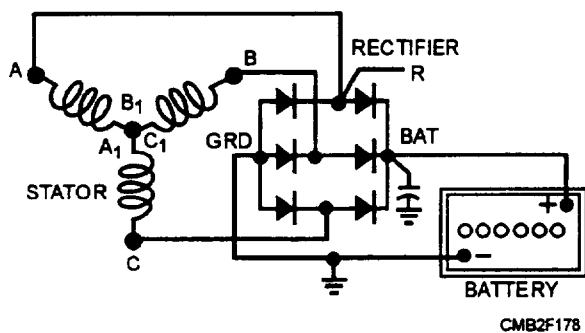 RECTIFIER
R
A
B
B1
A1 C1
GRD
BAT
STATOR
C
+
−
BATTERY
CMB2F178